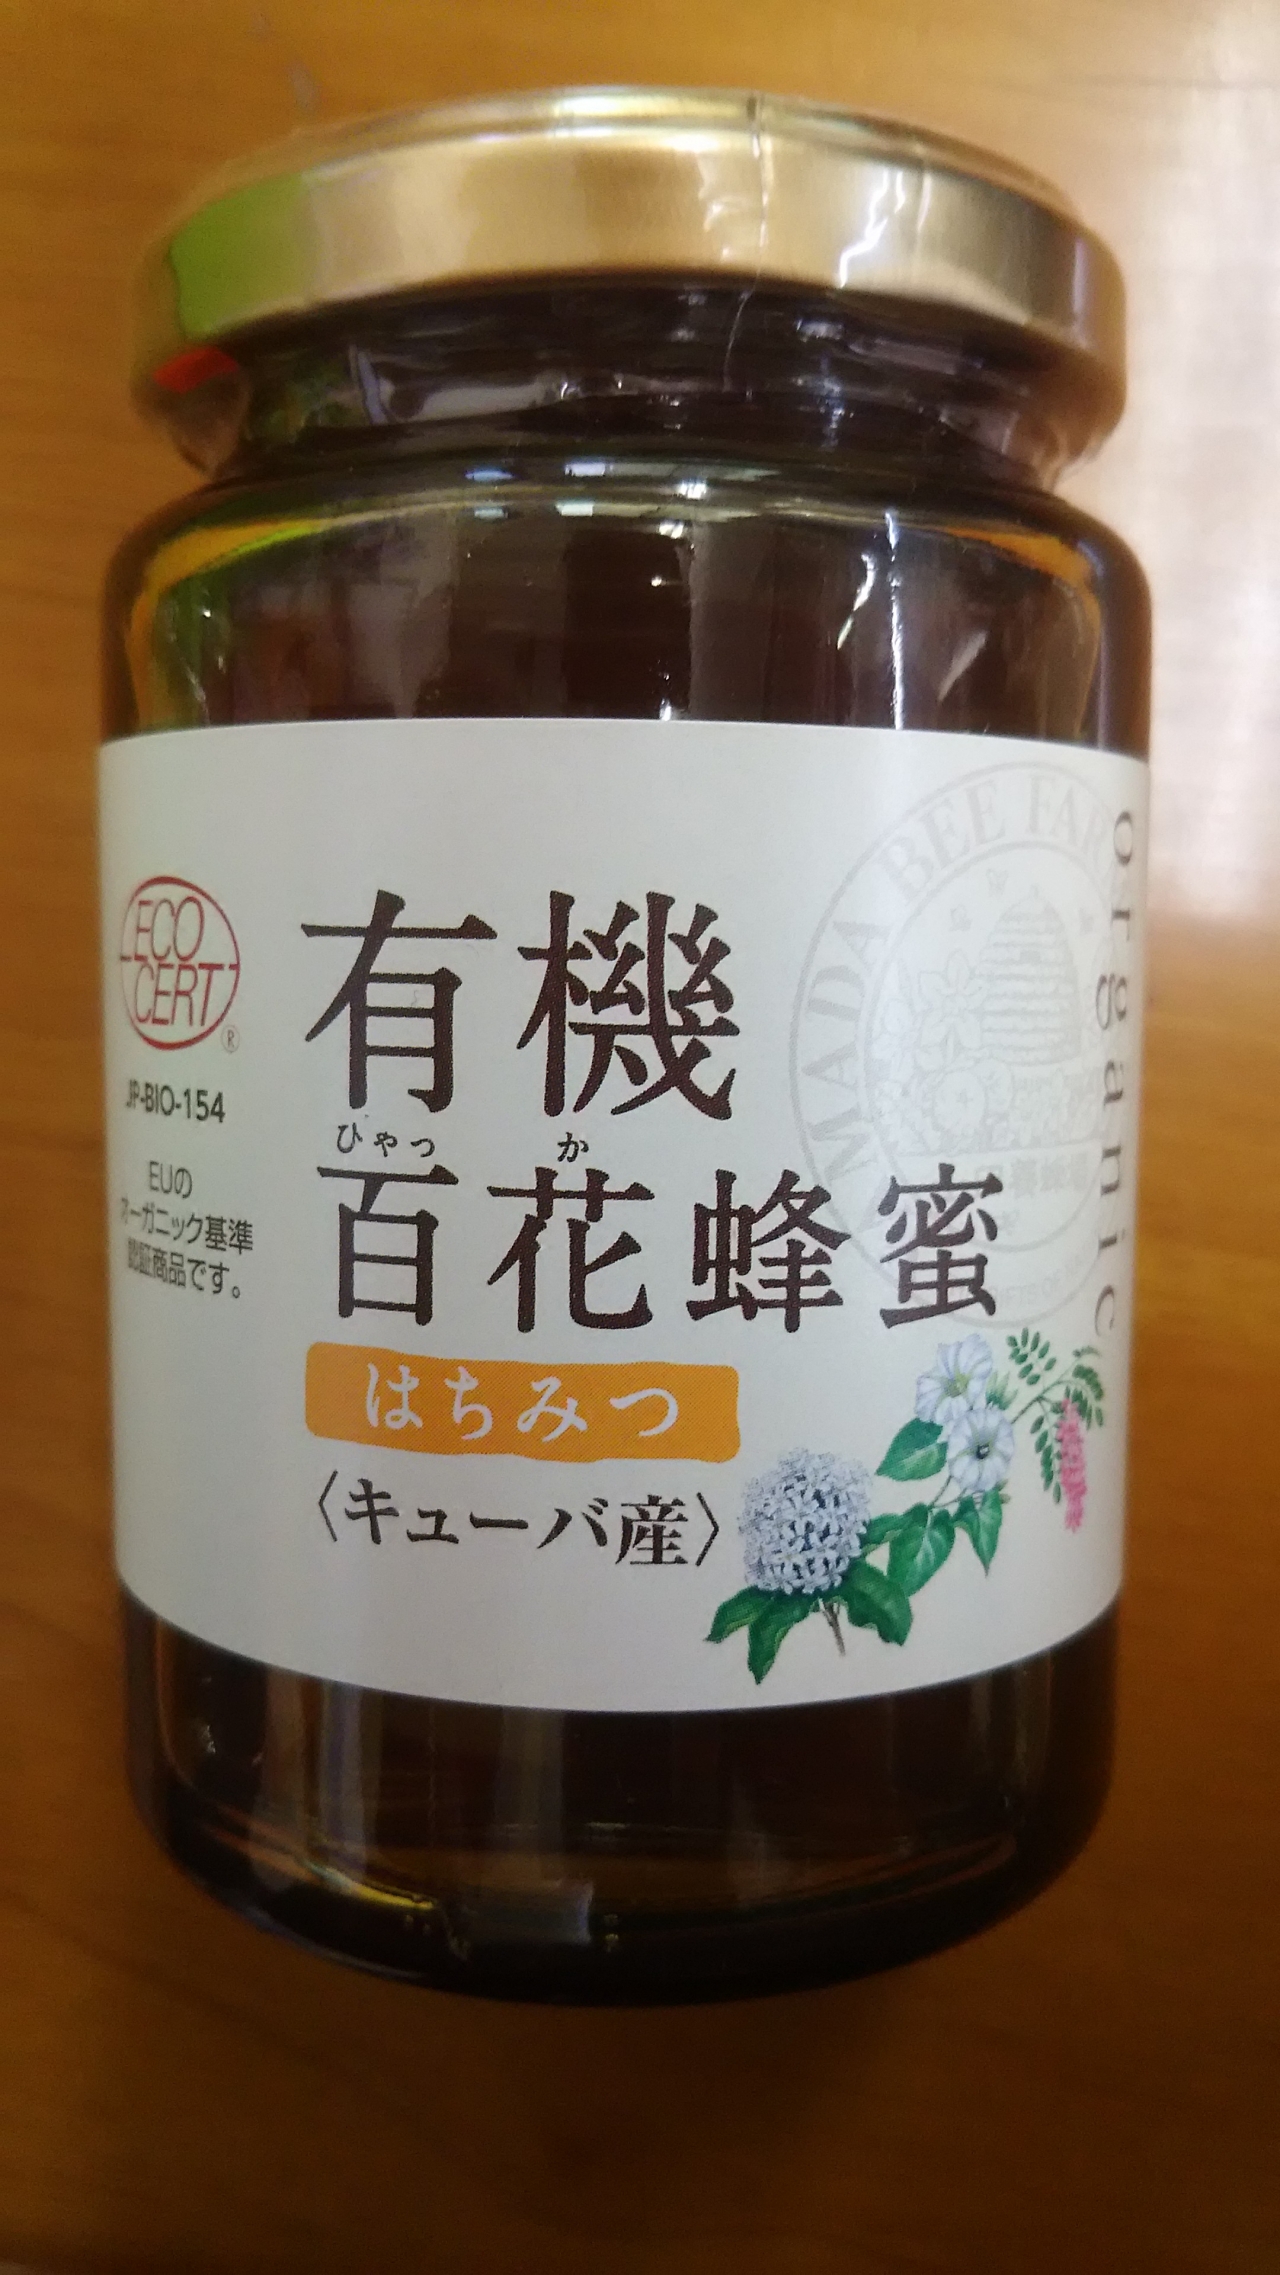 ECO
CERT
®
JP-BIO-154
EUの
オーガニック基準
認証商品です。
有機
ひゃっ か
百花蜂蜜
はちみつ
〈キューバ産〉
organic
MADA BEE FAR